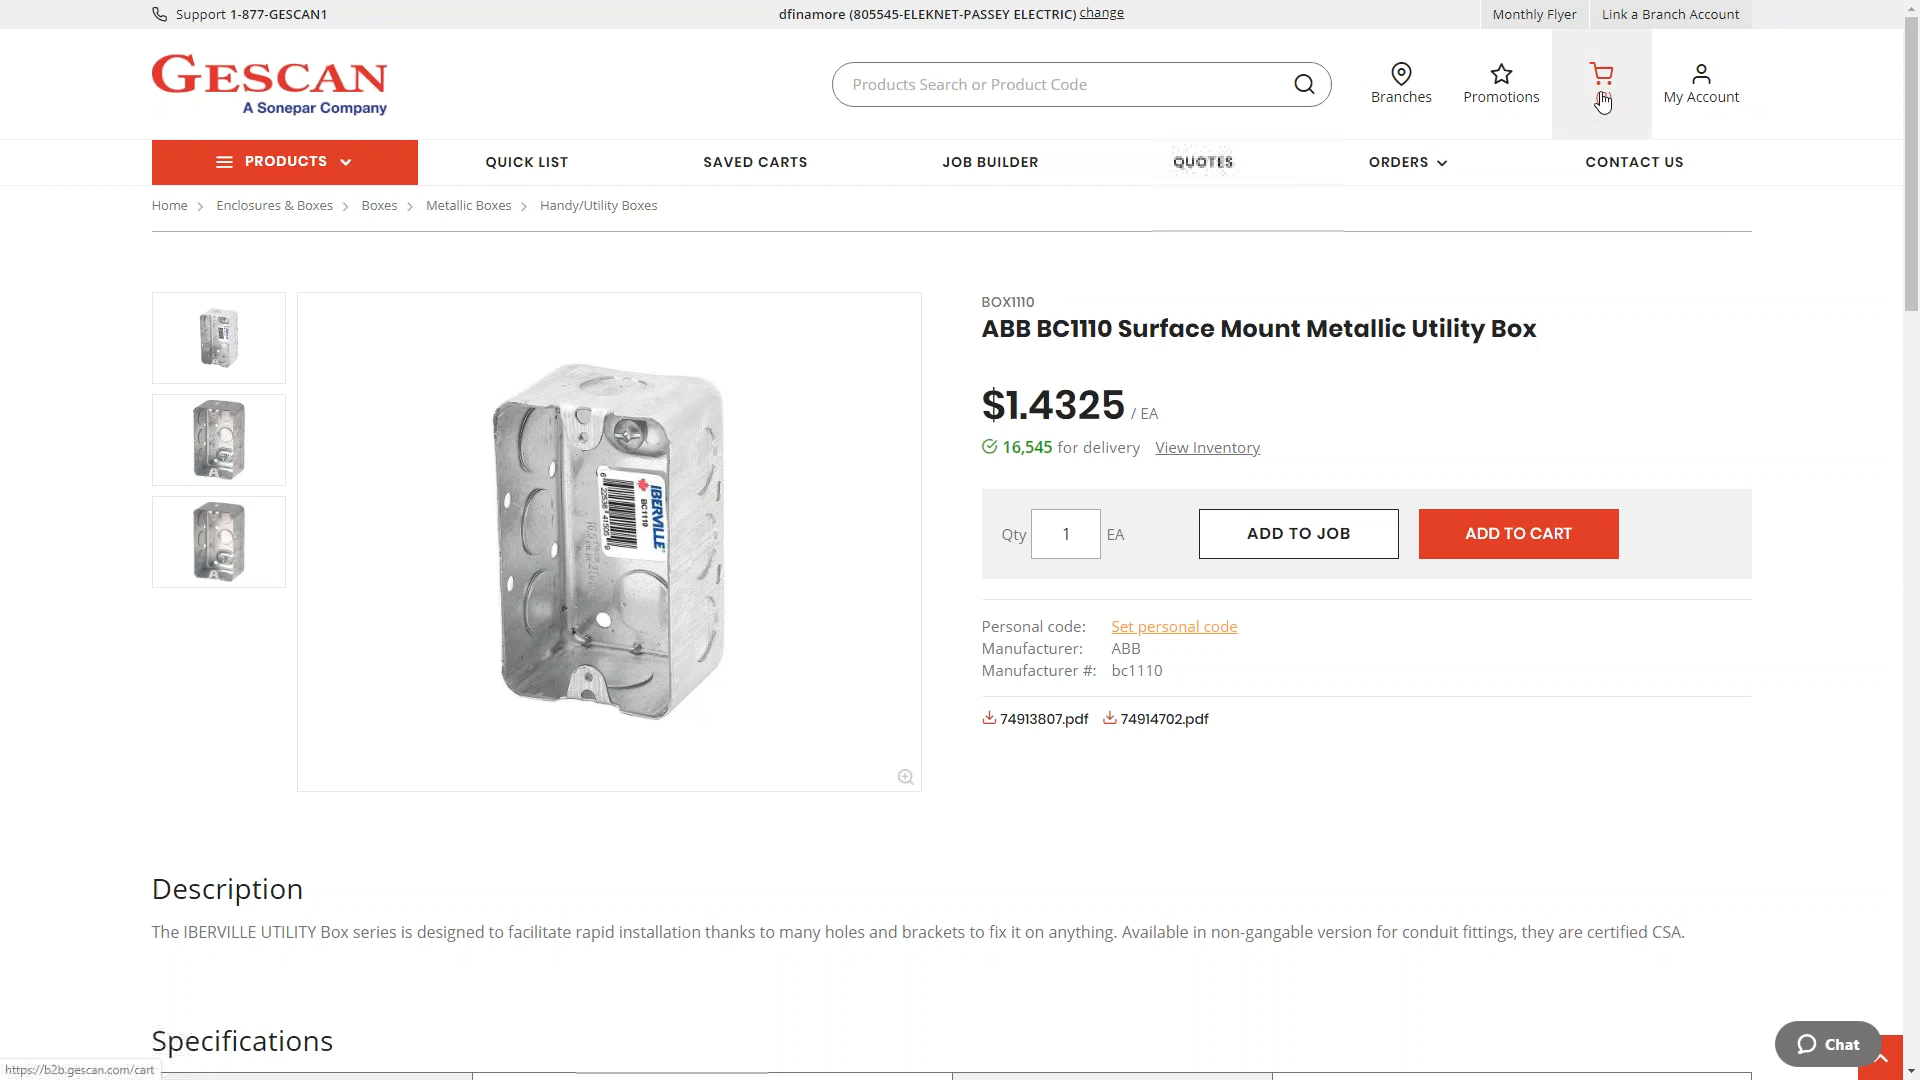 Support 1-877-GESCAN1
dfinamore (805545-ELEKNET-PASSEY ELECTRIC) change
Monthly Flyer
Link a Branch Account
GESCAN
A Sonepar Company
Products Search or Product Code
Branches
Promotions
My Account
PRODUCTS
QUICK LIST
SAVED CARTS
JOB BUILDER
QUOTES
ORDERS
CONTACT US
Home
Enclosures & Boxes
Boxes
Metallic Boxes
Handy/Utility Boxes
BOX1110
ABB BC1110 Surface Mount Metallic Utility Box
$1.4325 / EA
16,545 for delivery View Inventory
Qty 1 EA
ADD TO JOB
ADD TO CART
IBERVILLE
BC1110
Personal code: Set personal code
Manufacturer: ABB
Manufacturer #: bc1110
74913807.pdf 74914702.pdf
Description
The IBERVILLE UTILITY Box series is designed to facilitate rapid installation thanks to many holes and brackets to fix it on anything. Available in non-gangable version for conduit fittings, they are certified CSA.
Specifications
Chat
https://b2b.gescan.com/cart